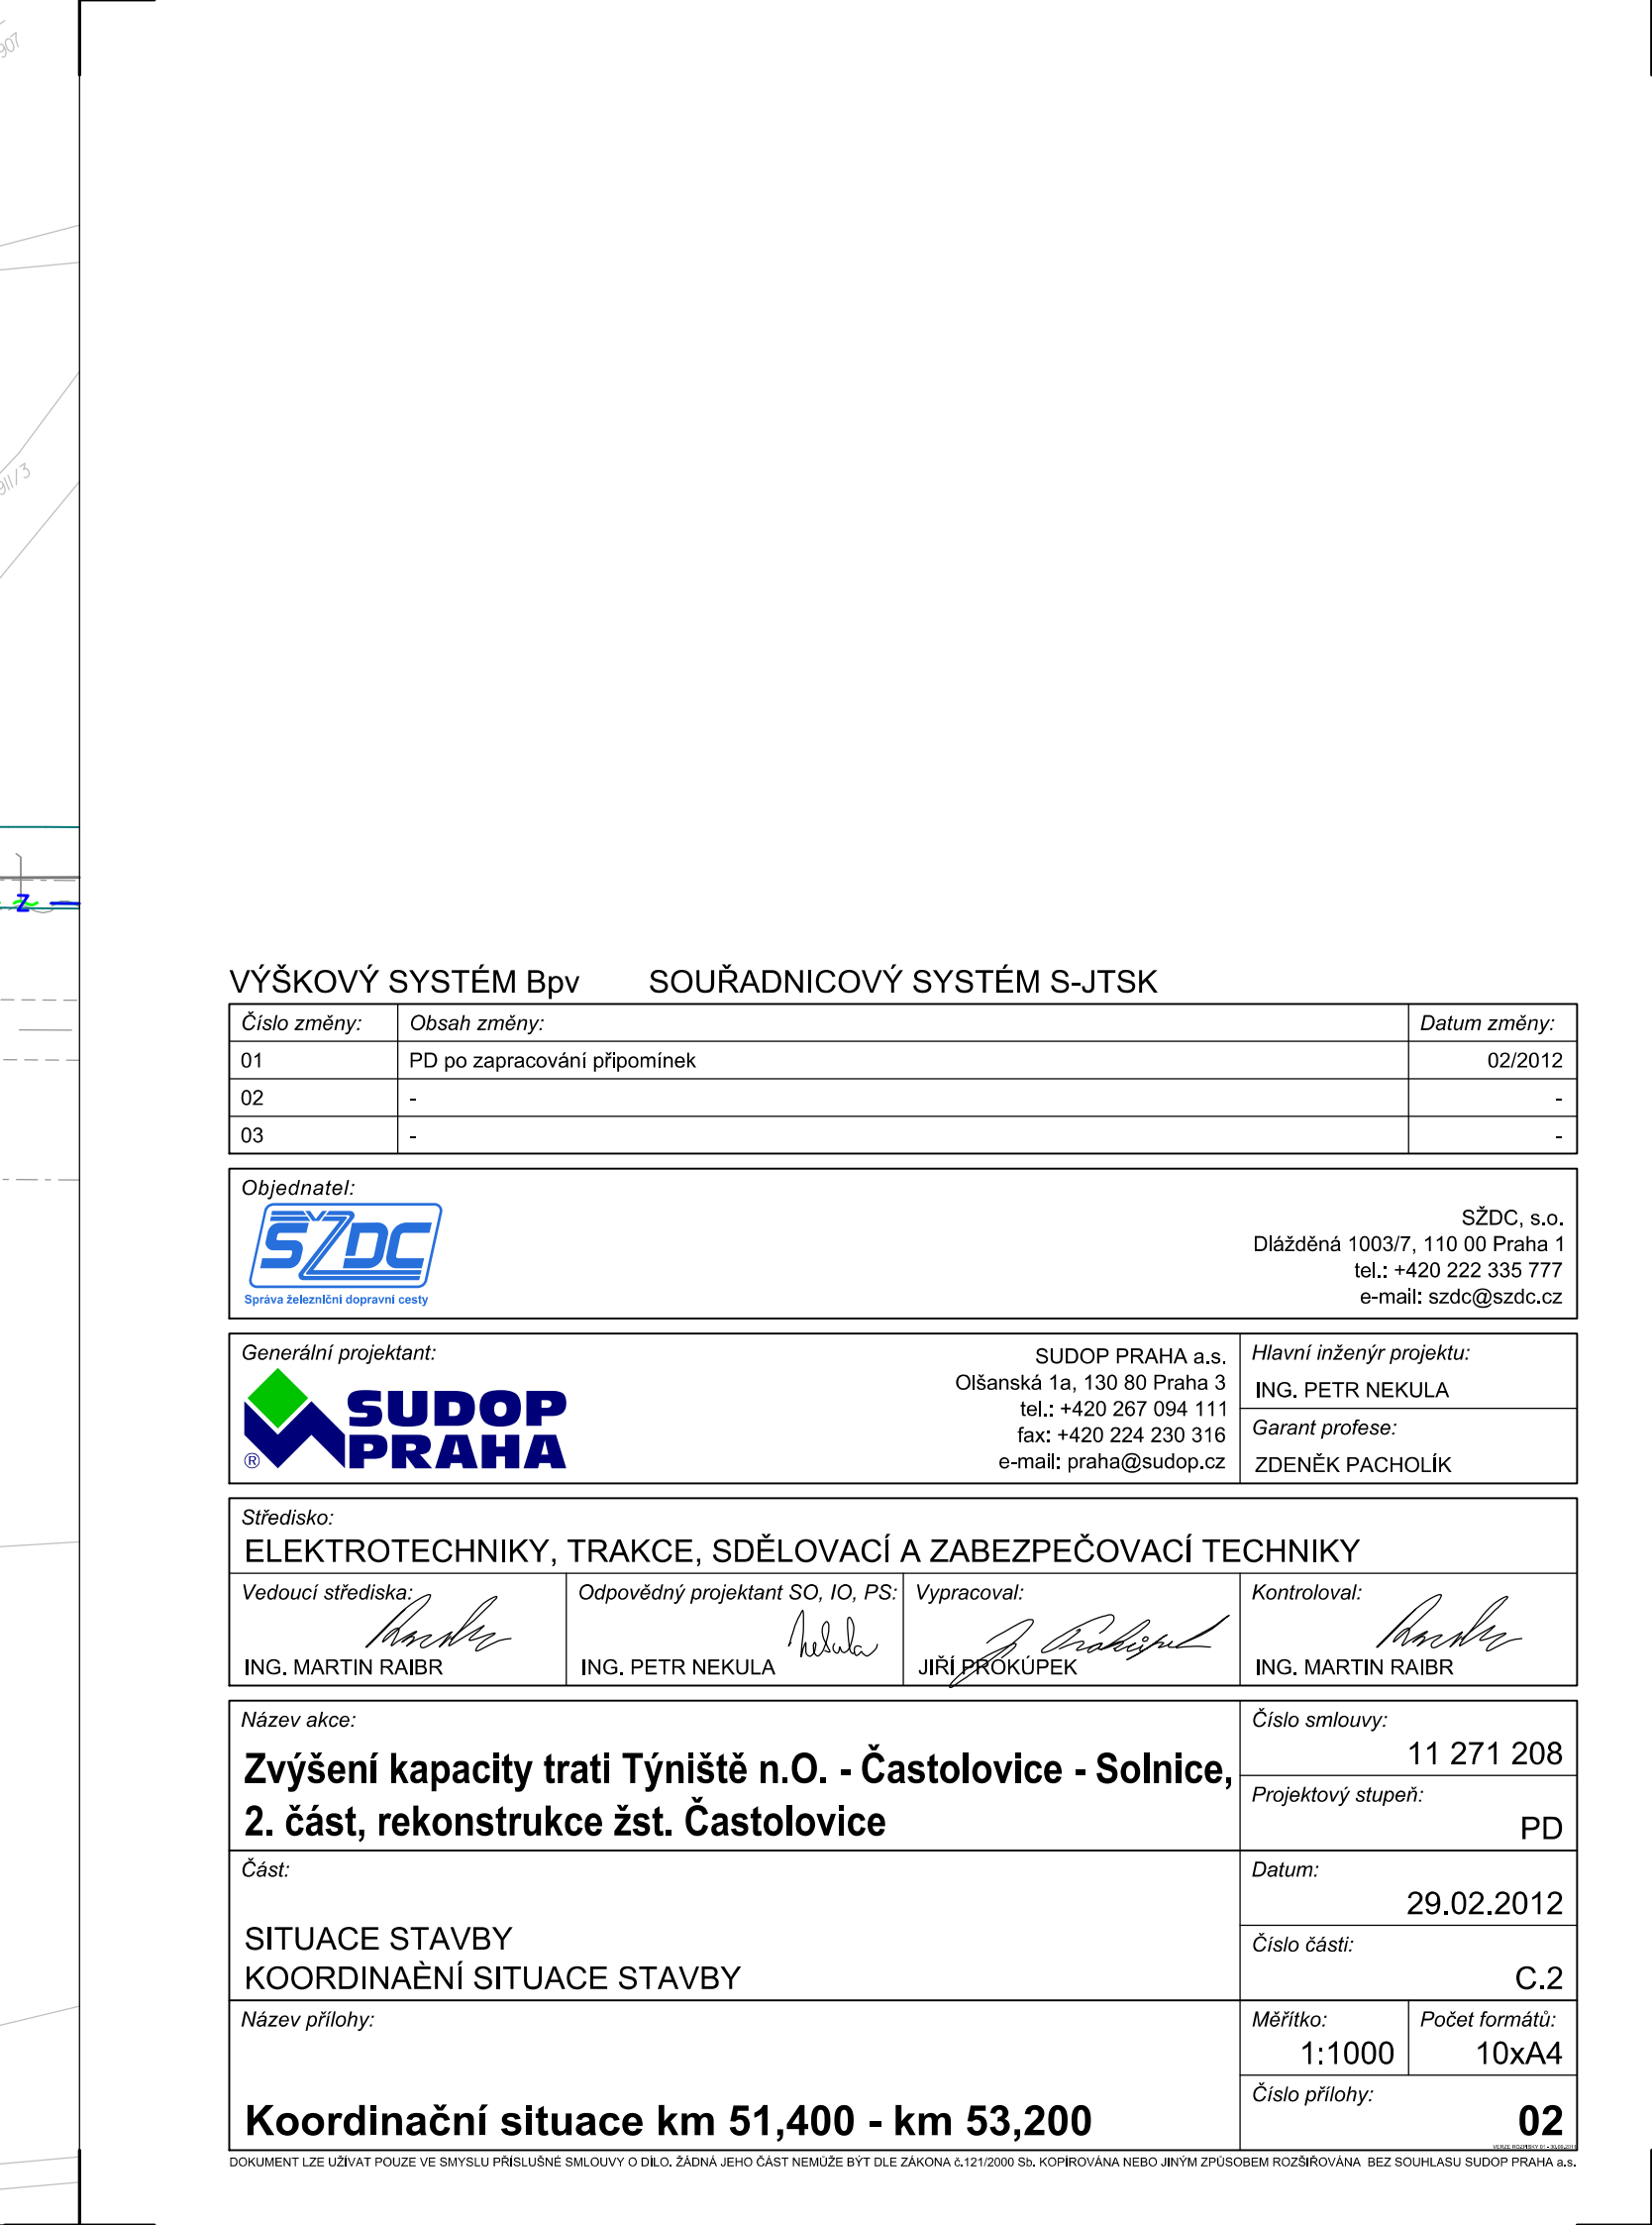 907
911/3
Z
VÝŠKOVÝ SYSTÉM Bpv SOUŘADNICOVÝ SYSTÉM S-JTSK
Číslo změny: Obsah změny: Datum změny:
01 PD po zapracování připomínek 02/2012
02 - -
03 - -
Objednatel:
SŽDC
Správa železniční dopravní cesty
SŽDC, s.o.
Dlážděná 1003/7, 110 00 Praha 1
tel.: +420 222 335 777
e-mail: szdc@szdc.cz
Generální projektant:
SUDOP
PRAHA
®
SUDOP PRAHA a.s.
Olšanská 1a, 130 80 Praha 3
tel.: +420 267 094 111
fax: +420 224 230 316
e-mail: praha@sudop.cz
Hlavní inženýr projektu:
ING. PETR NEKULA
Garant profese:
ZDENĚK PACHOLÍK
Středisko:
ELEKTROTECHNIKY, TRAKCE, SDĚLOVACÍ A ZABEZPEČOVACÍ TECHNIKY
Vedoucí střediska: Odpovědný projektant SO, IO, PS: Vypracoval: Kontroloval:
ING. MARTIN RAIBR ING. PETR NEKULA JIŘÍ PROKÚPEK ING. MARTIN RAIBR
Název akce:
Zvýšení kapacity trati Týniště n.O. - Častolovice - Solnice,
2. část, rekonstrukce žst. Častolovice
Číslo smlouvy:
11 271 208
Projektový stupeň:
PD
Část:
SITUACE STAVBY
KOORDINAÈNÍ SITUACE STAVBY
Datum:
29.02.2012
Číslo části:
C.2
Název přílohy:
Koordinační situace km 51,400 - km 53,200
Měřítko: Počet formátů:
1:1000 10xA4
Číslo přílohy:
02
DOKUMENT LZE UŽÍVAT POUZE VE SMYSLU PŘÍSLUŠNÉ SMLOUVY O DÍLO. ŽÁDNÁ JEHO ČÁST NEMŮŽE BÝT DLE ZÁKONA č.121/2000 Sb. KOPÍROVÁNA NEBO JINÝM ZPŮSOBEM ROZŠIŘOVÁNA BEZ SOUHLASU SUDOP PRAHA a.s.